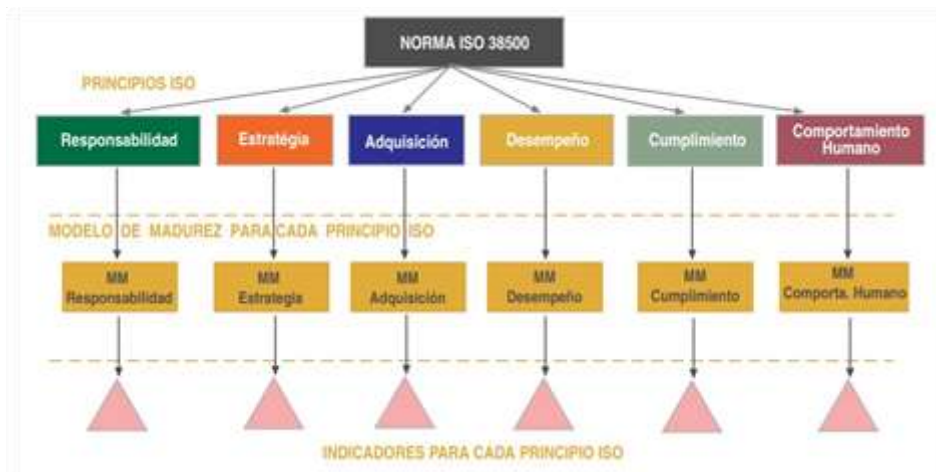 NORMA ISO 38500
PRINCIPIOS ISO
Responsabilidad
Estratégia
Adquisición
Desempeño
Cumplimiento
Comportamiento
Humano
MODELO DE MADUREZ PARA CADA PRINCIPIO ISO
MM
Responsabilidad
MM
Estrategia
MM
Adquisición
MM
Desempeño
MM
Cumplimiento
MM
Comporta. Humano
INDICADORES PARA CADA PRINCIPIO ISO